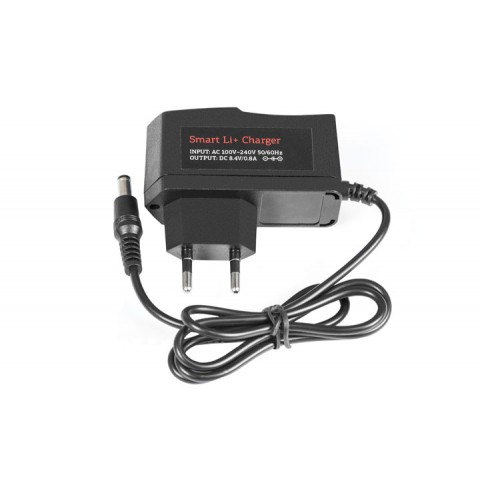 Smart Li+ Charger
INPUT: AC 100V-240V 50/60Hz
OUTPUT: DC 8.4V/0.8A